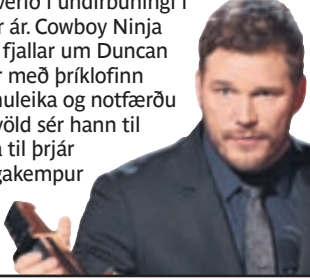 verið í undirbúningi í
r ár. Cowboy Ninja
fjallar um Duncan
með þríklofinn
uleika og notfærðu
völd sér hann til
til þrjár
gakempur